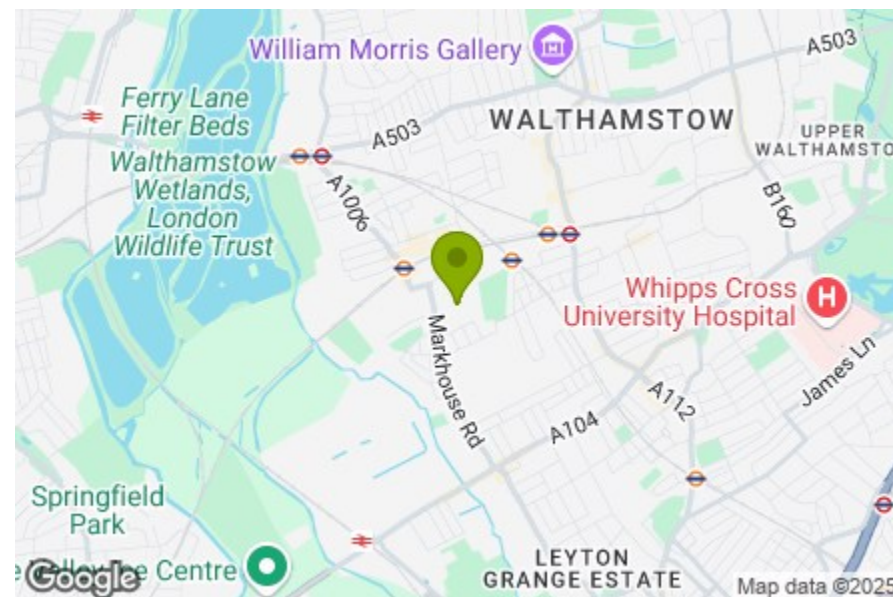 William Morris Gallery
A503
Ferry Lane
Filter Beds
A503
WALTHAMSTOW
UPPER
WALTHAMSTO
Walthamstow
Wetlands,
London
Wildlife Trust
A1006
B160
Whipps Cross
University Hospital
H
Markhouse Rd
James Ln
A112
A104
Springfield
Park
Valley Ice Centre
LEYTON
GRANGE ESTATE
Google
Map data ©2025